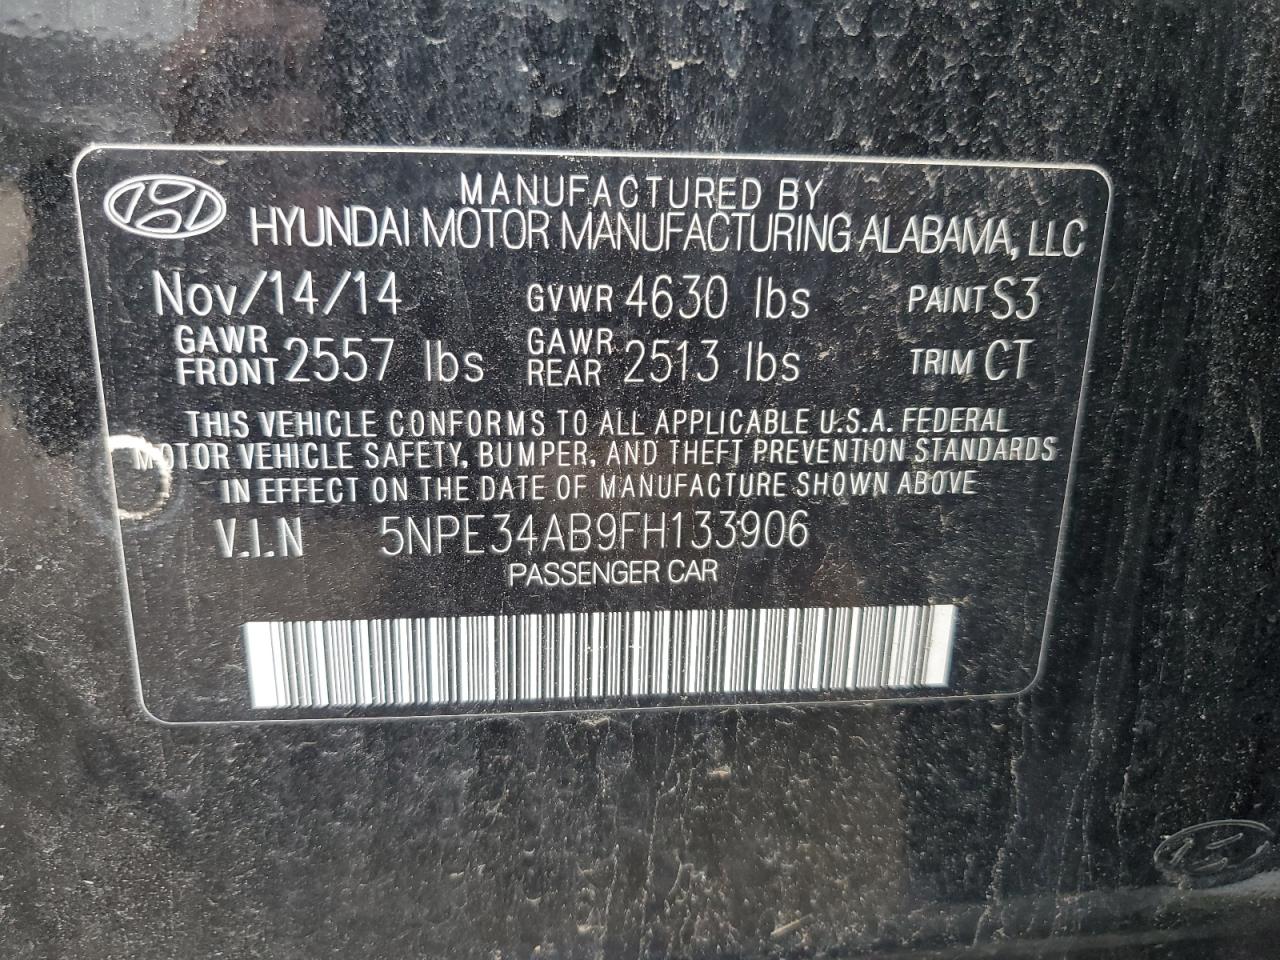 MANUFACTURED BY
HYUNDAI MOTOR MANUFACTURING ALABAMA, LLC
Nov/14/14 GVWR 4630 lbs PAINT S3
GAWR FRONT 2557 lbs GAWR REAR 2513 lbs TRIM CT
THIS VEHICLE CONFORMS TO ALL APPLICABLE U.S.A. FEDERAL
MOTOR VEHICLE SAFETY, BUMPER, AND THEFT PREVENTION STANDARDS
IN EFFECT ON THE DATE OF MANUFACTURE SHOWN ABOVE
V.I.N 5NPE34AB9FH133906
PASSENGER CAR